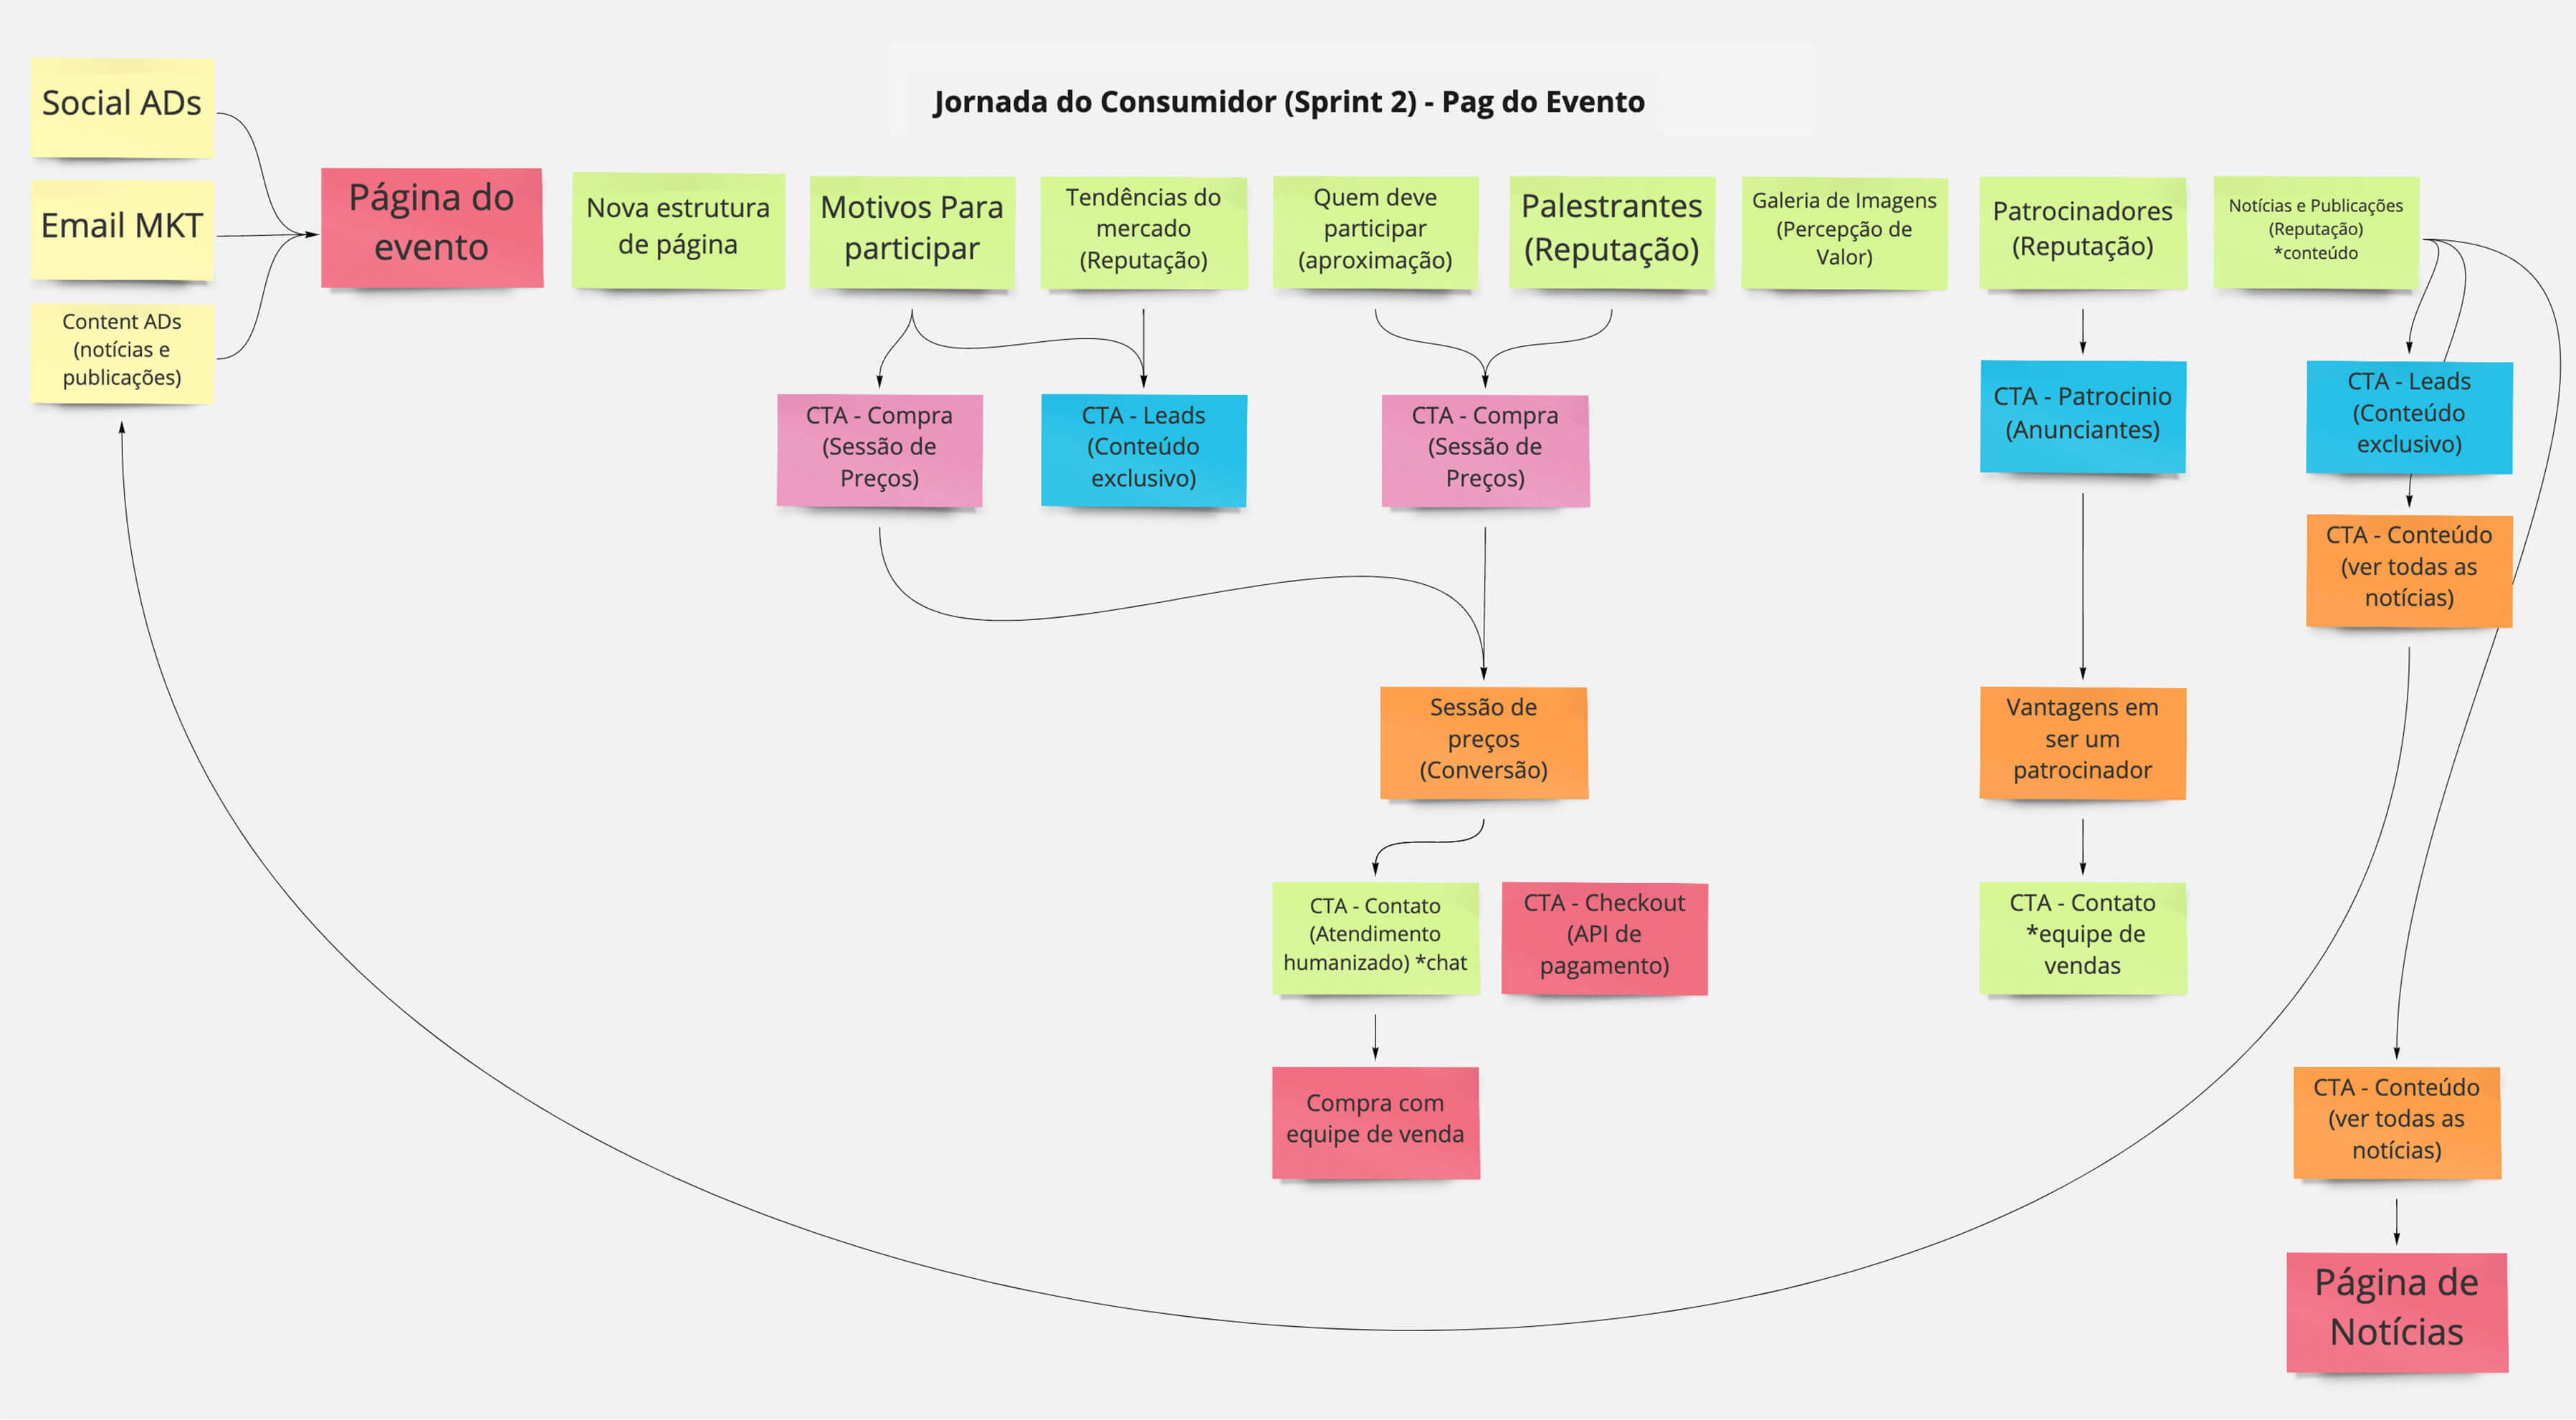 Jornada do Consumidor (Sprint 2) - Pag do Evento
Social ADs
Email MKT
Content ADs
(notícias e
publicações)
Página do
evento
Nova estrutura
de página
Motivos Para
participar
Tendências do
mercado
(Reputação)
Quem deve
participar
(aproximação)
Palestrantes
(Reputação)
Galeria de Imagens
(Percepção de
Valor)
Patrocinadores
(Reputação)
Notícias e Publicações
(Reputação)
*conteúdo
CTA - Compra
(Sessão de
Preços)
CTA - Leads
(Conteúdo
exclusivo)
CTA - Compra
(Sessão de
Preços)
CTA - Patrocinio
(Anunciantes)
CTA - Leads
(Conteúdo
exclusivo)
CTA - Conteúdo
(ver todas as
notícias)
Sessão de
preços
(Conversão)
Vantagens em
ser um
patrocinador
CTA - Contato
(Atendimento
humanizado) *chat
CTA - Checkout
(API de
pagamento)
CTA - Contato
*equipe de
vendas
Compra com
equipe de venda
CTA - Conteúdo
(ver todas as
notícias)
Página de
Notícias